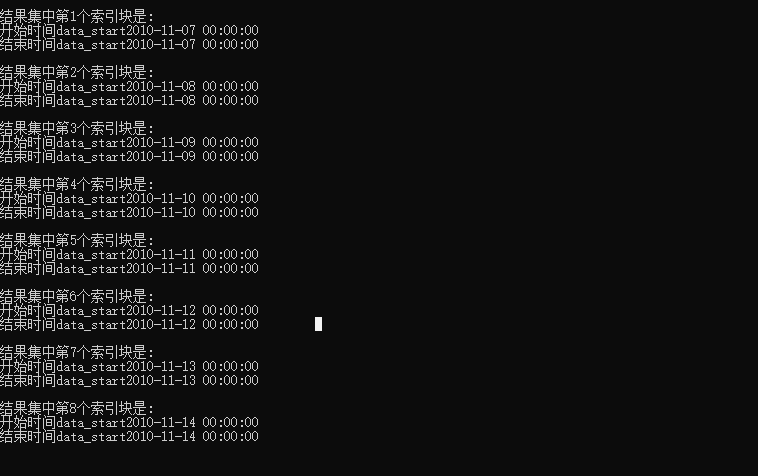 结果集中第1个索引块是:
开始时间data_start2010-11-07 00:00:00
结束时间data_start2010-11-07 00:00:00
结果集中第2个索引块是:
开始时间data_start2010-11-08 00:00:00
结束时间data_start2010-11-08 00:00:00
结果集中第3个索引块是:
开始时间data_start2010-11-09 00:00:00
结束时间data_start2010-11-09 00:00:00
结果集中第4个索引块是:
开始时间data_start2010-11-10 00:00:00
结束时间data_start2010-11-10 00:00:00
结果集中第5个索引块是:
开始时间data_start2010-11-11 00:00:00
结束时间data_start2010-11-11 00:00:00
结果集中第6个索引块是:
开始时间data_start2010-11-12 00:00:00
结束时间data_start2010-11-12 00:00:00
结果集中第7个索引块是:
开始时间data_start2010-11-13 00:00:00
结束时间data_start2010-11-13 00:00:00
结果集中第8个索引块是:
开始时间data_start2010-11-14 00:00:00
结束时间data_start2010-11-14 00:00:00